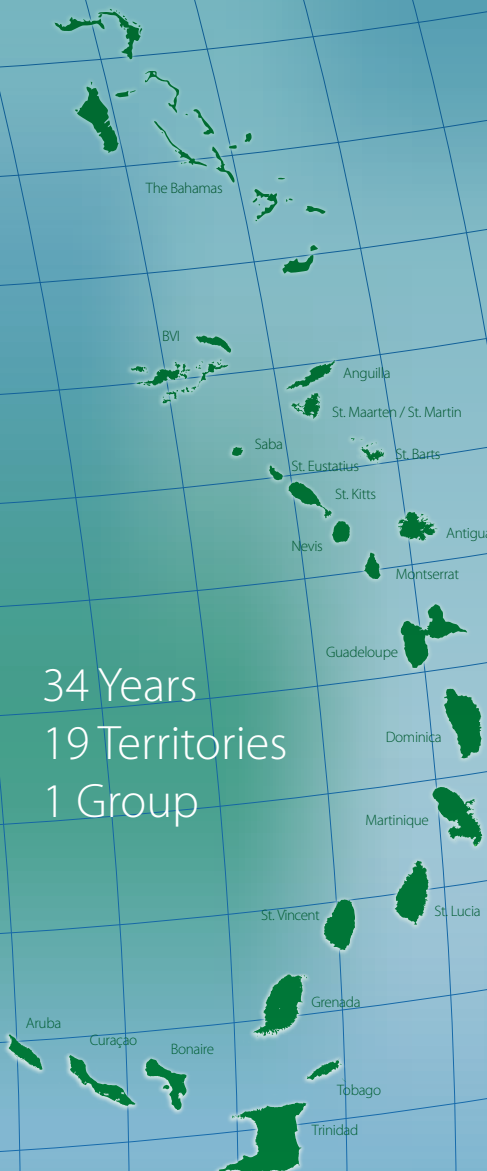 The Bahamas
BVI
Anguilla
St. Maarten / St. Martin
Saba
St. Barts
St. Eustatius
St. Kitts
Antigua
Nevis
Montserrat
Guadeloupe
34 Years
19 Territories
1 Group
Dominica
Martinique
St. Lucia
St. Vincent
Grenada
Aruba
Curaçao
Bonaire
Tobago
Trinidad